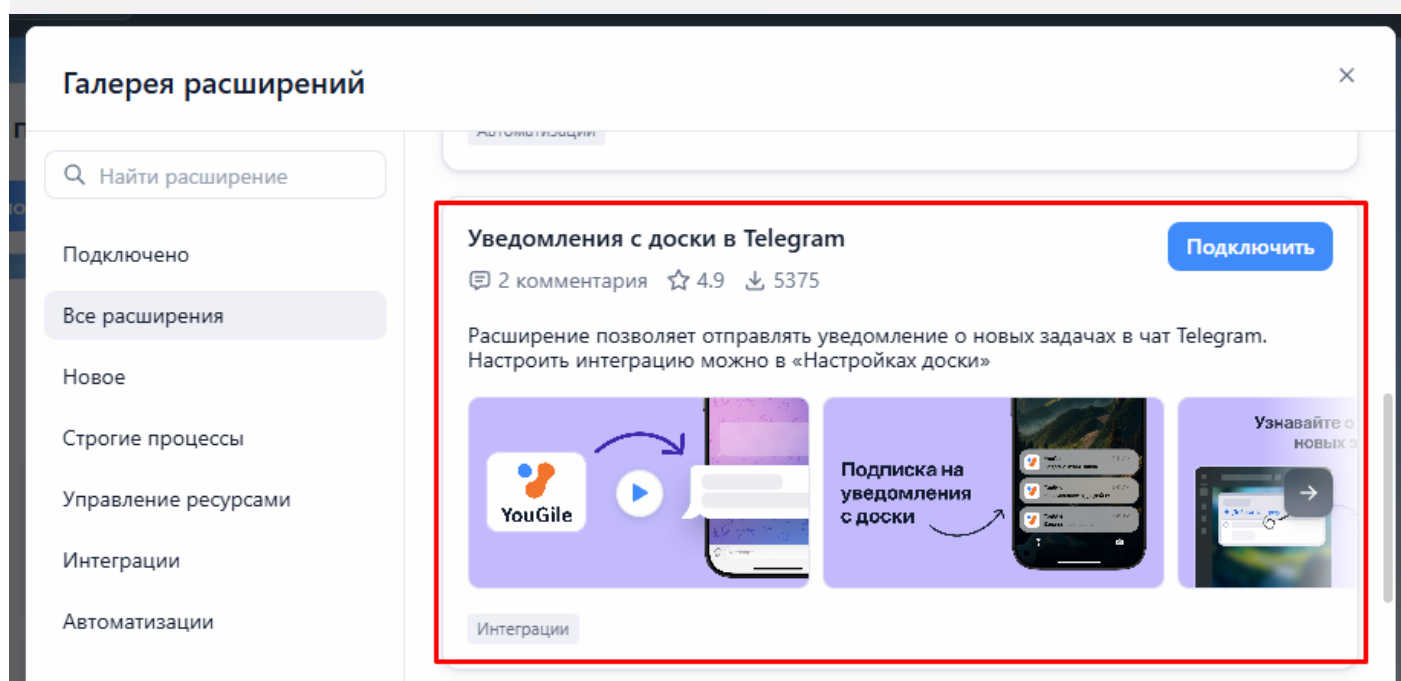 Галерея расширений
Автоматизации
Найти расширение
Подключено
Все расширения
Новое
Строгие процессы
Управление ресурсами
Интеграции
Автоматизации
Уведомления с доски в Telegram
Подключить
2 комментария 4.9 5375
Расширение позволяет отправлять уведомление о новых задачах в чат Telegram.
Настроить интеграцию можно в «Настройках доски»
YouGile
Подписка на
уведомления
с доски
Узнавайте о
новых з
Интеграции